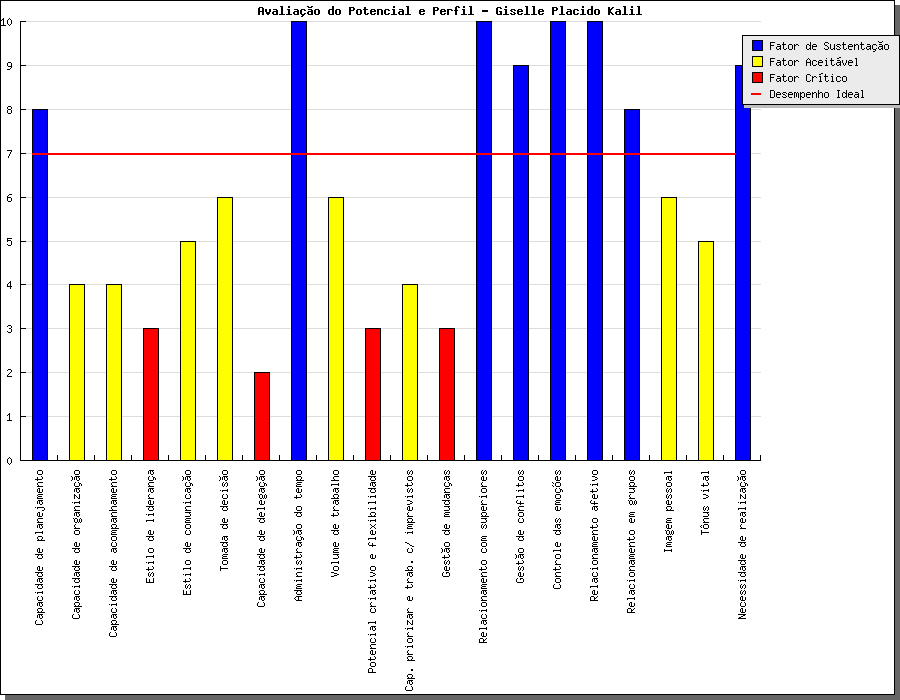 Avaliação do Potencial e Perfil - Giselle Placido Kalil
Fator de Sustentação
Fator Aceitável
Fator Crítico
Desempenho Ideal
10
9
8
7
6
5
4
3
2
1
0
Capacidade de planejamento
Capacidade de organização
Capacidade de acompanhamento
Estilo de liderança
Estilo de comunicação
Tomada de decisão
Capacidade de delegação
Administração do tempo
Volume de trabalho
Potencial criativo e flexibilidade
Cap. priorizar e trab. c/ imprevistos
Gestão de mudanças
Relacionamento com superiores
Gestão de conflitos
Controle das emoções
Relacionamento afetivo
Relacionamento em grupos
Imagem pessoal
Tônus vital
Necessidade de realização